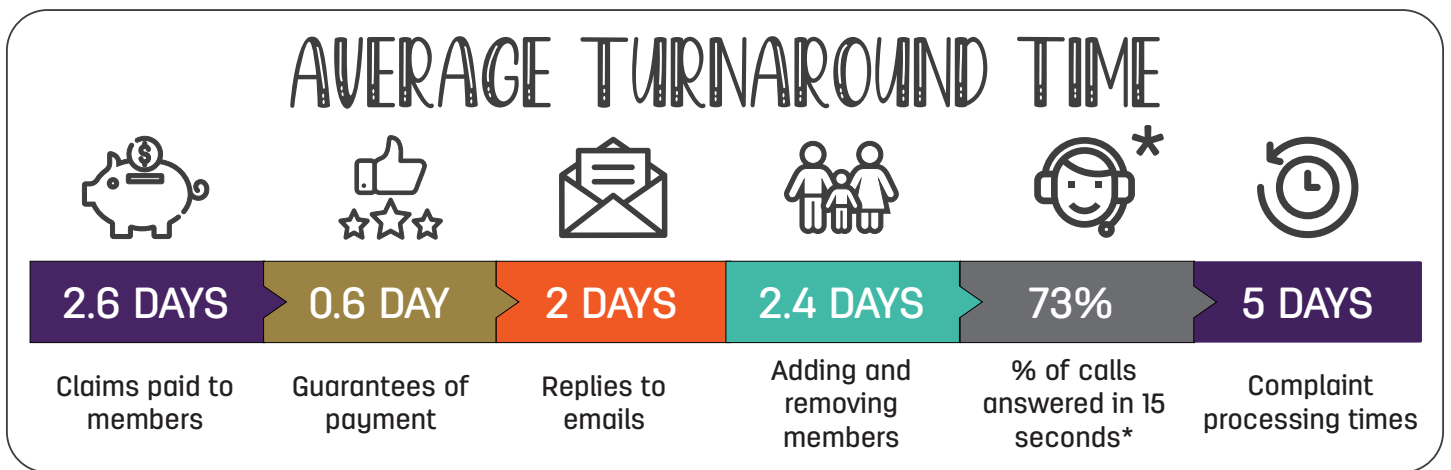 AVERAGE TURNAROUND TIME
$
*
2.6 DAYS
0.6 DAY
2 DAYS
2.4 DAYS
73%
5 DAYS
Claims paid to
members
Guarantees of
payment
Replies to
emails
Adding and
removing
members
% of calls
answered in 15
seconds*
Complaint
processing times